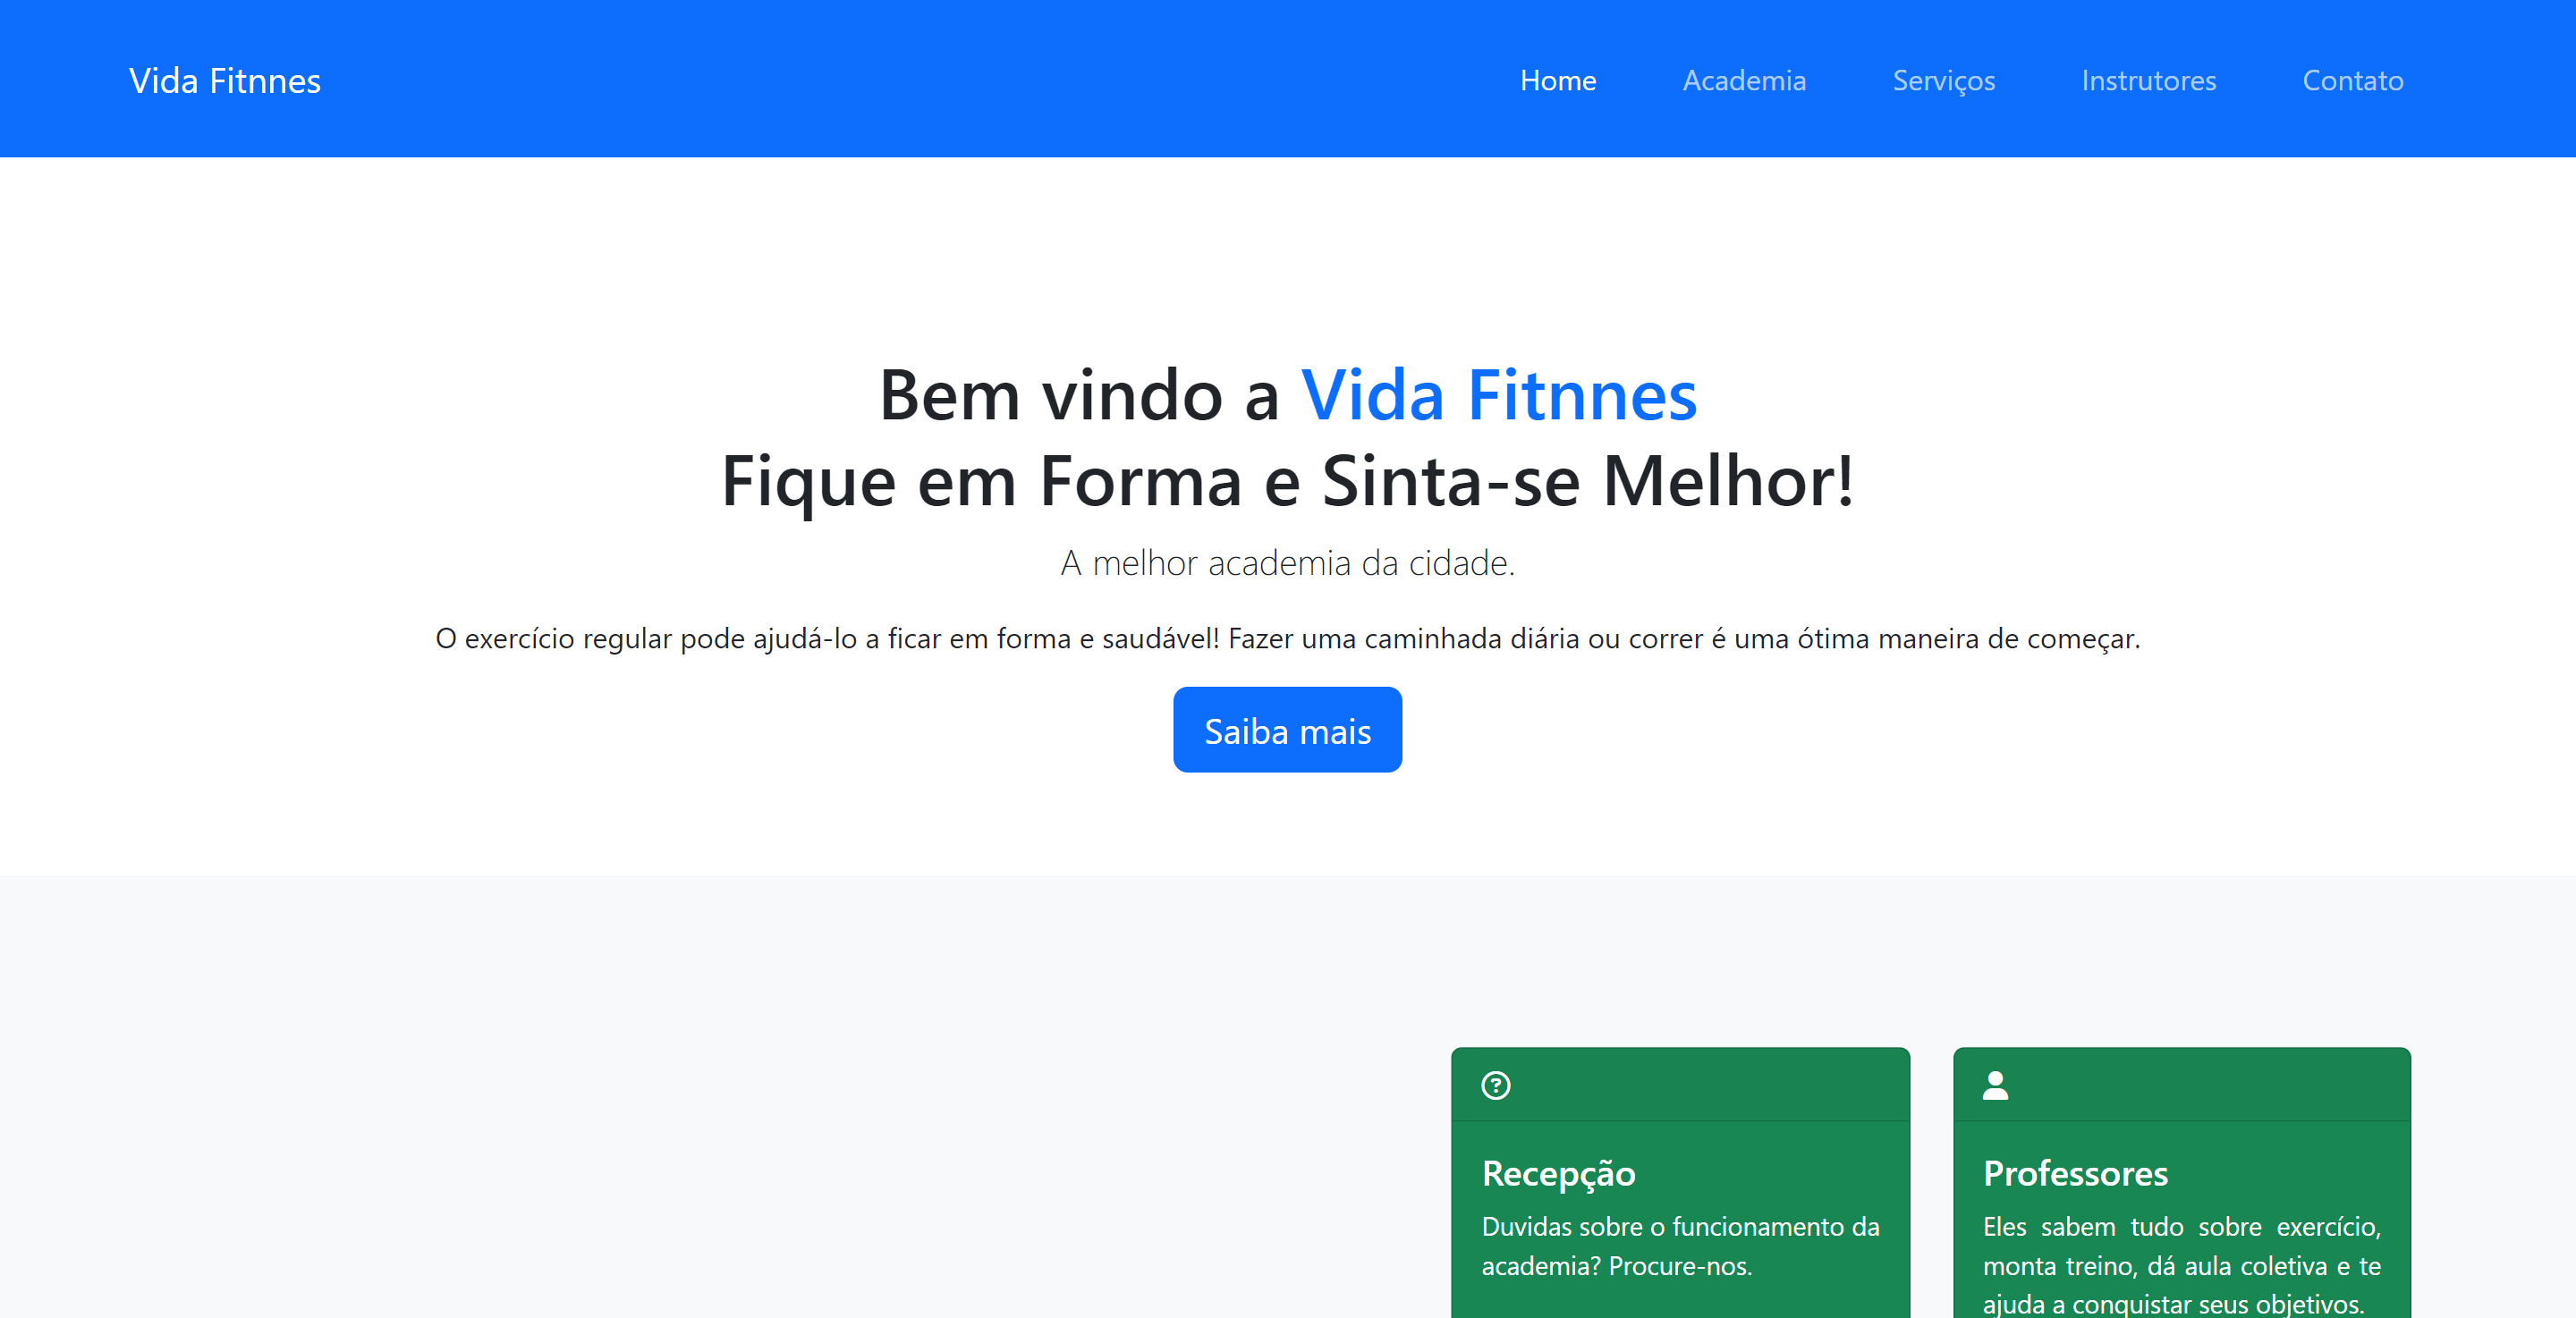 Vida Fitnnes
Home Academia Serviços Instrutores Contato
Bem vindo a Vida Fitnnes
Fique em Forma e Sinta-se Melhor!
A melhor academia da cidade.
O exercício regular pode ajudá-lo a ficar em forma e saudável! Fazer uma caminhada diária ou correr é uma ótima maneira de começar.
Saiba mais
Recepção
Duvidas sobre o funcionamento da
academia? Procure-nos.
Professores
Eles sabem tudo sobre exercício,
monta treino, dá aula coletiva e te
ajuda a conquistar seus objetivos.